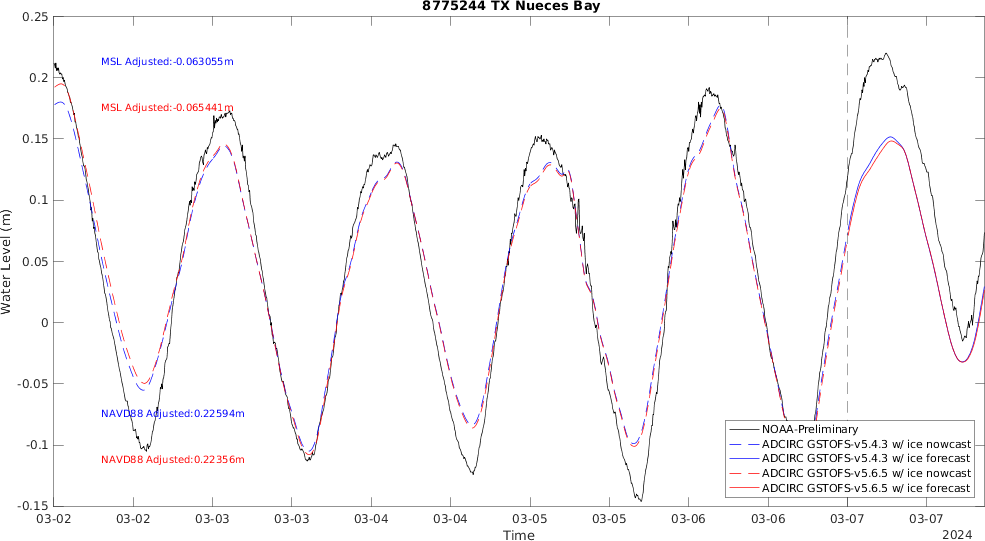 8775244 TX Nueces Bay
0.25
0.2
0.15
0.1
0.05
0
-0.05
-0.1
-0.15
Water Level (m)
MSL Adjusted:-0.063055m
MSL Adjusted:-0.065441m
NAVD88 Adjusted:0.22594m
NAVD88 Adjusted:0.22356m
NOAA-Preliminary
ADCIRC GSTOFS-v5.4.3 w/ ice nowcast
ADCIRC GSTOFS-v5.4.3 w/ ice forecast
ADCIRC GSTOFS-v5.6.5 w/ ice nowcast
ADCIRC GSTOFS-v5.6.5 w/ ice forecast
03-02 03-02 03-03 03-03 03-04 03-04 03-05 03-05 03-06 03-06 03-07 03-07
Time
2024